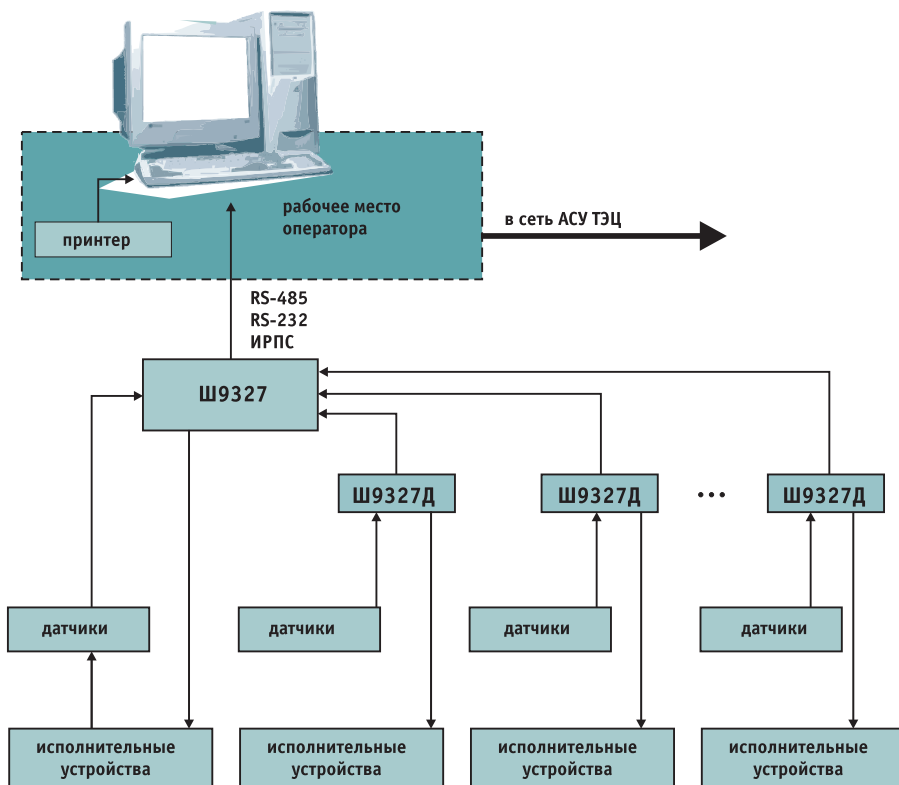 рабочее место
оператора
принтер
в сеть АСУ ТЭЦ
RS-485
RS-232
ИРПС
Ш9327
Ш9327Д
Ш9327Д
...
Ш9327Д
датчики
датчики
датчики
датчики
исполнительные
устройства
исполнительные
устройства
исполнительные
устройства
исполнительные
устройства